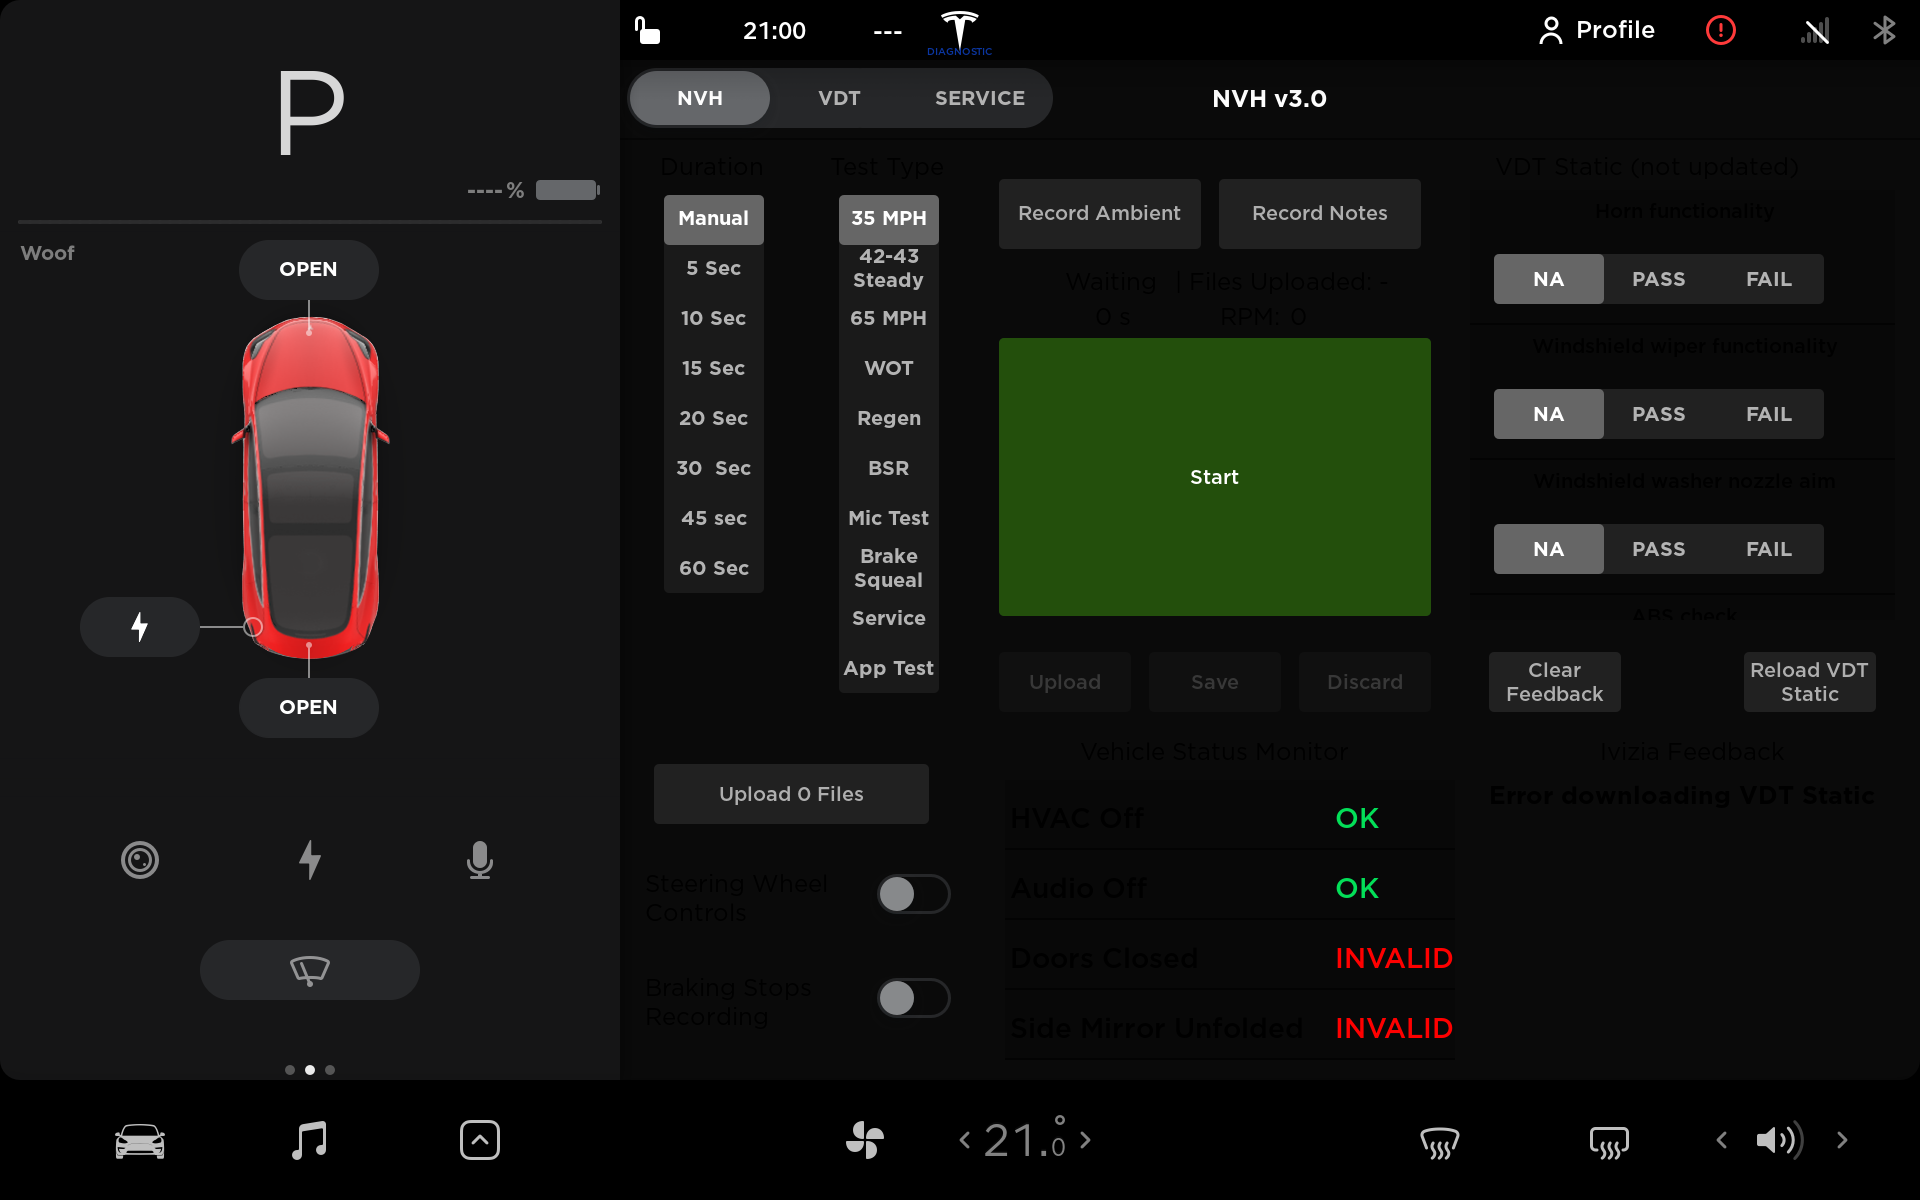 P
----%
Woof
OPEN
OPEN
21:00
---
DIAGNOSTIC
Profile
NVH
VDT
SERVICE
NVH v3.0
Duration
Manual
5 Sec
10 Sec
15 Sec
20 Sec
30 Sec
45 sec
60 Sec
Test Type
35 MPH
42-43
Steady
65 MPH
WOT
Regen
BSR
Mic Test
Brake
Squeal
Service
App Test
Record Ambient
Record Notes
Waiting | Files Uploaded: -
0 s RPM: 0
Start
Upload
Save
Discard
VDT Static (not updated)
Horn functionality
NA PASS FAIL
Windshield wiper functionality
NA PASS FAIL
Windshield washer nozzle aim
NA PASS FAIL
ABS check
Clear
Feedback
Reload VDT
Static
Upload 0 Files
Steering Wheel
Controls
Braking Stops
Recording
Vehicle Status Monitor
HVAC Off OK
Audio Off OK
Doors Closed INVALID
Side Mirror Unfolded INVALID
Ivizia Feedback
Error downloading VDT Static
21.0°